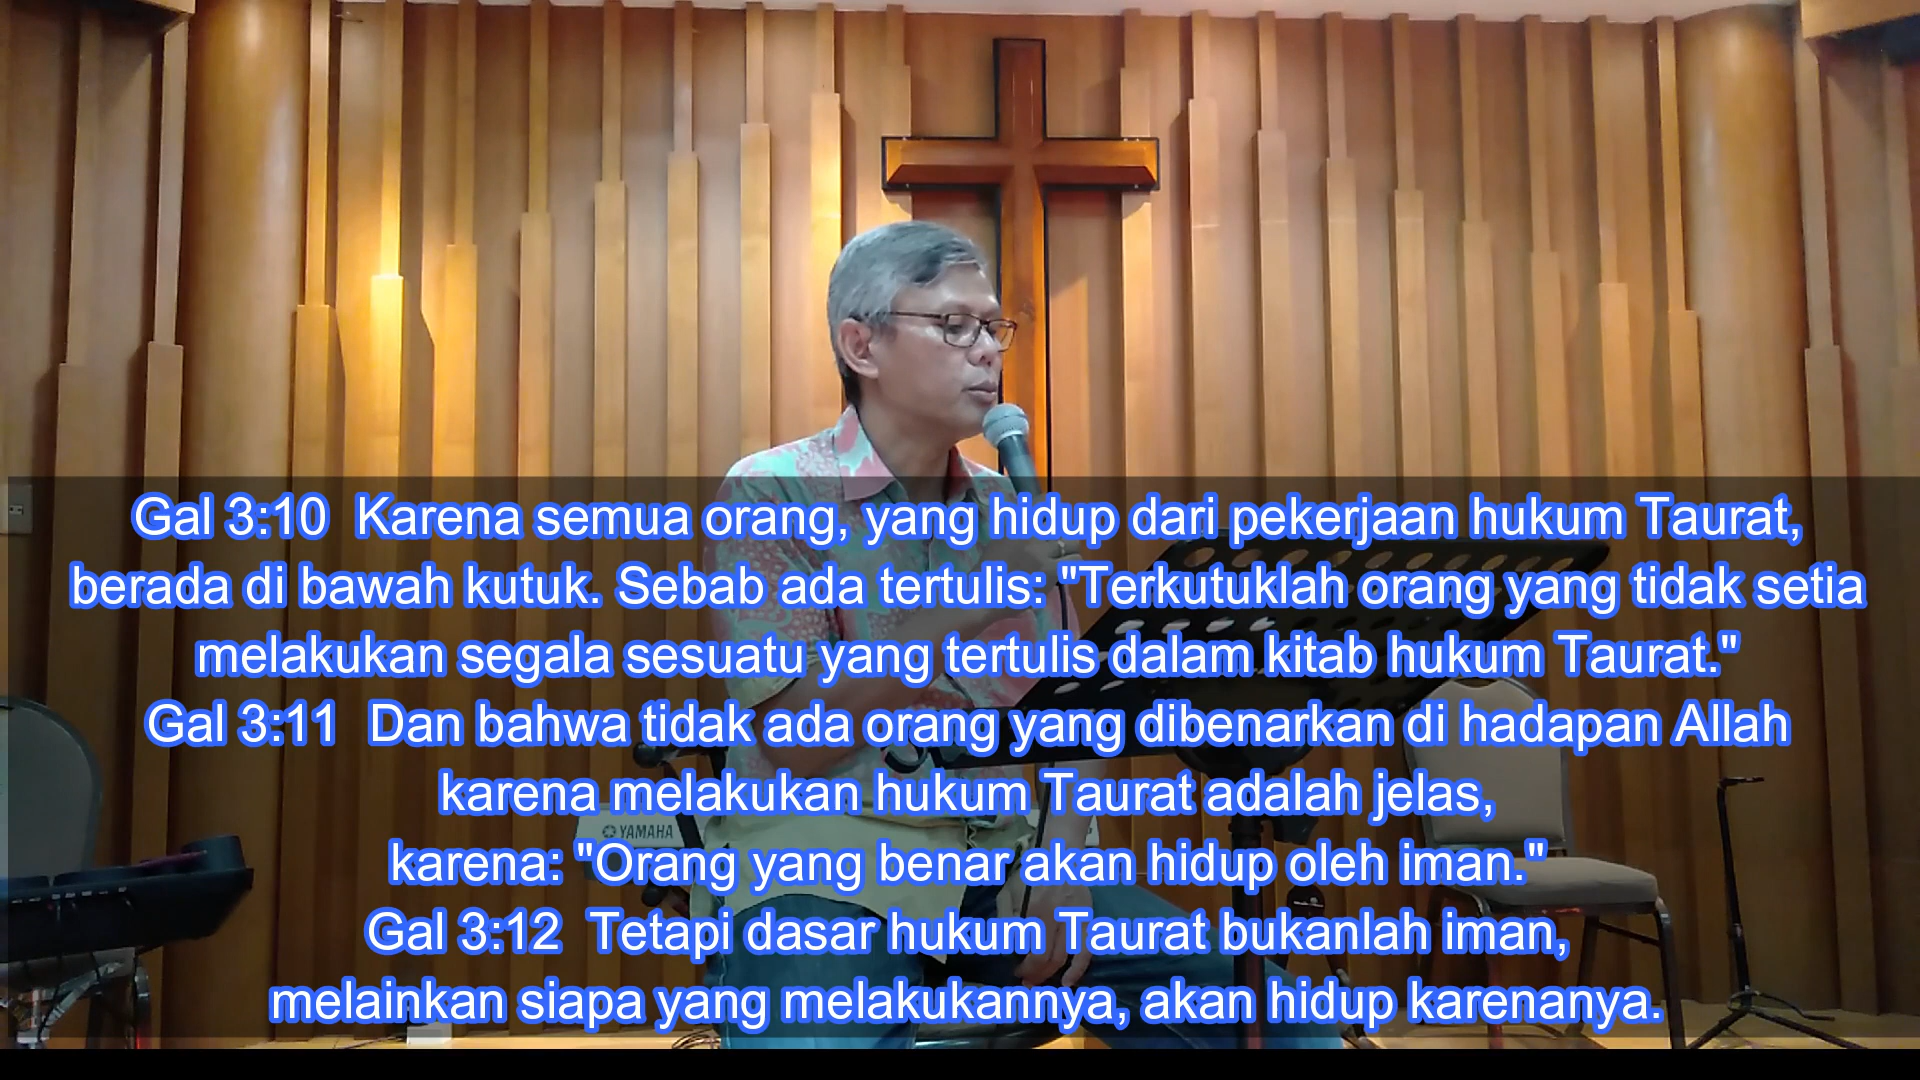 Gal 3:10  Karena semua orang, yang hidup dari pekerjaan hukum Taurat,
berada di bawah kutuk. Sebab ada tertulis: "Terkutuklah orang yang tidak setia
melakukan segala sesuatu yang tertulis dalam kitab hukum Taurat."
Gal 3:11  Dan bahwa tidak ada orang yang dibenarkan di hadapan Allah
karena melakukan hukum Taurat adalah jelas,
YAMAHA
karena: "Orang yang benar akan hidup oleh iman."
Gal 3:12  Tetapi dasar hukum Taurat bukanlah iman,
melainkan siapa yang melakukannya, akan hidup karenanya.